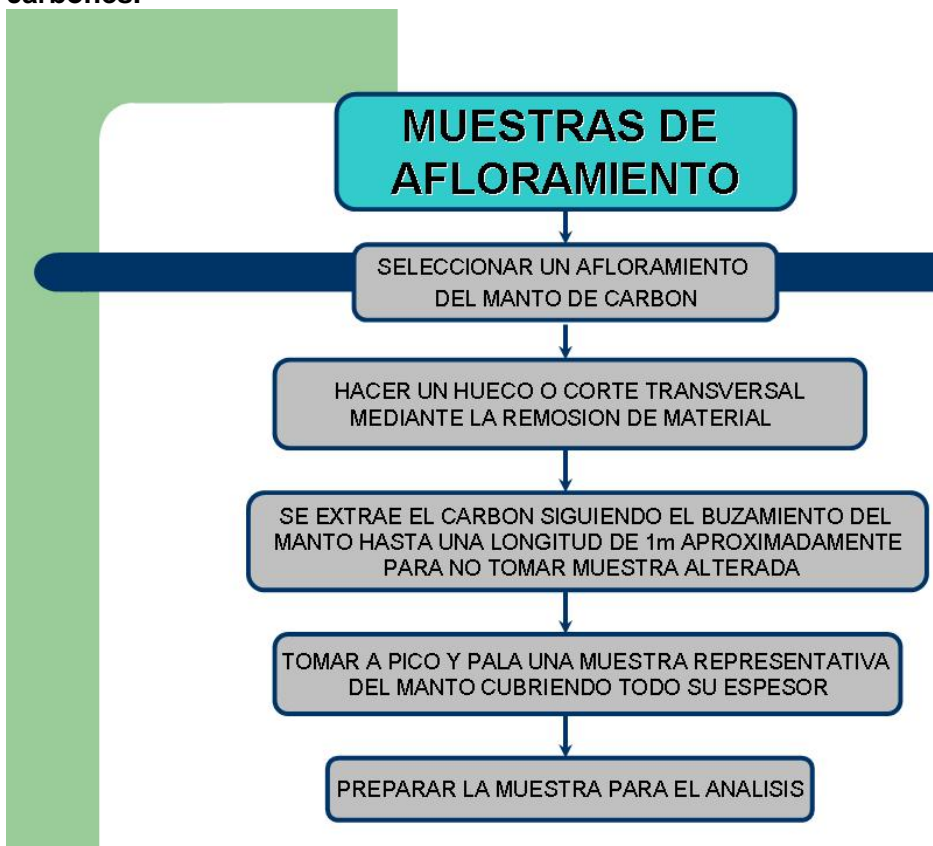 carbones.
MUESTRAS DE
AFLORAMIENTO
SELECCIONAR UN AFLORAMIENTO
DEL MANTO DE CARBON
HACER UN HUECO O CORTE TRANSVERSAL
MEDIANTE LA REMOSION DE MATERIAL
SE EXTRAE EL CARBON SIGUIENDO EL BUZAMIENTO DEL
MANTO HASTA UNA LONGITUD DE 1m APROXIMADAMENTE
PARA NO TOMAR MUESTRA ALTERADA
TOMAR A PICO Y PALA UNA MUESTRA REPRESENTATIVA
DEL MANTO CUBRIENDO TODO SU ESPESOR
PREPARAR LA MUESTRA PARA EL ANALISIS